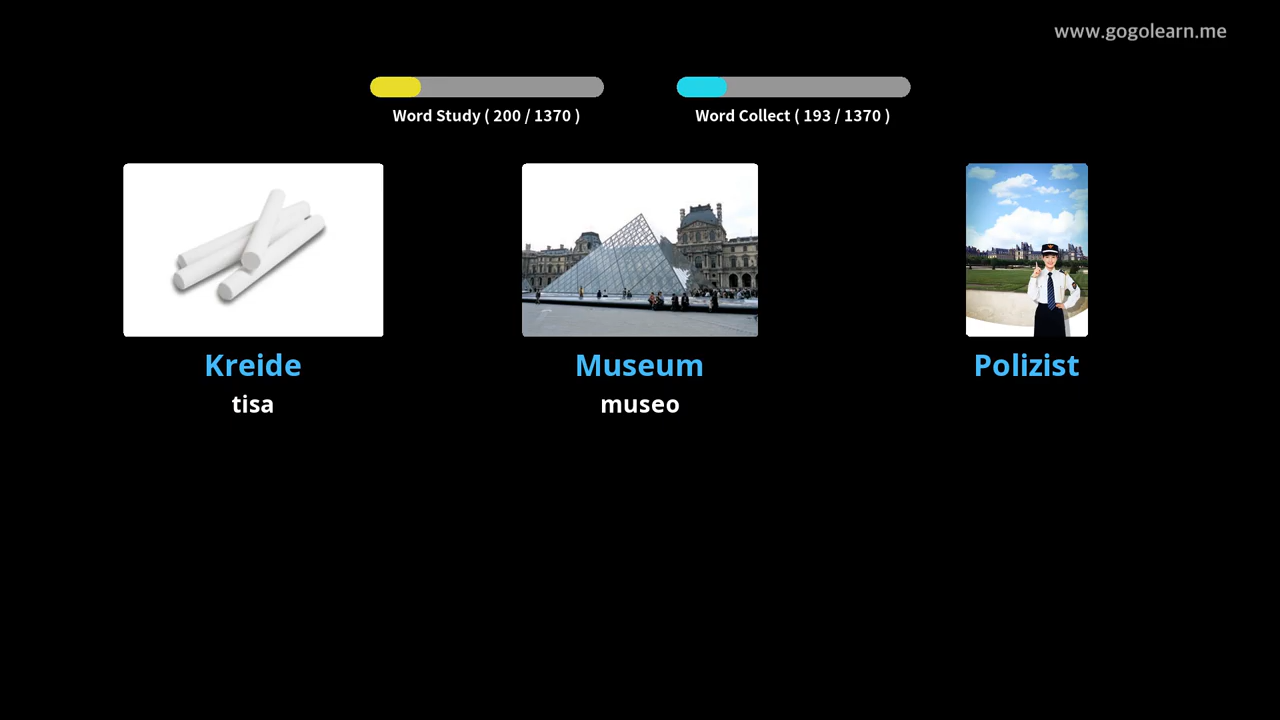 www.gogolearn.me
Word Study ( 200 / 1370 )
Word Collect ( 193 / 1370 )
Kreide
tisa
Museum
museo
Polizist